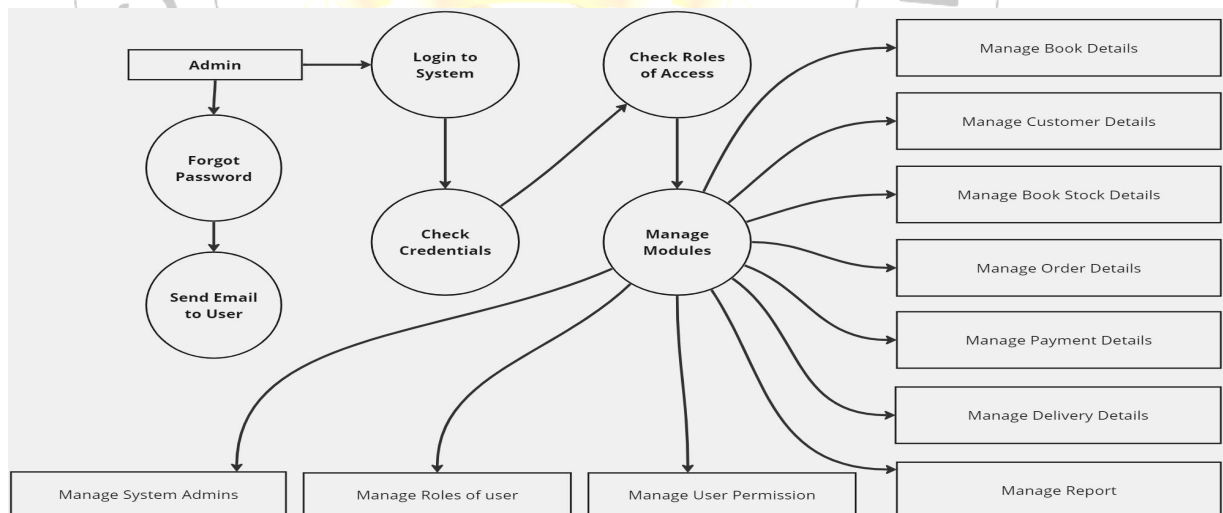 Admin
Login to
System
Check Roles
of Access
Manage Book Details
Manage Customer Details
Forgot
Password
Manage Book Stock Details
Check
Credentials
Manage
Modules
Manage Order Details
Send Email
to User
Manage Payment Details
Manage Delivery Details
Manage System Admins
Manage Roles of user
Manage User Permission
Manage Report